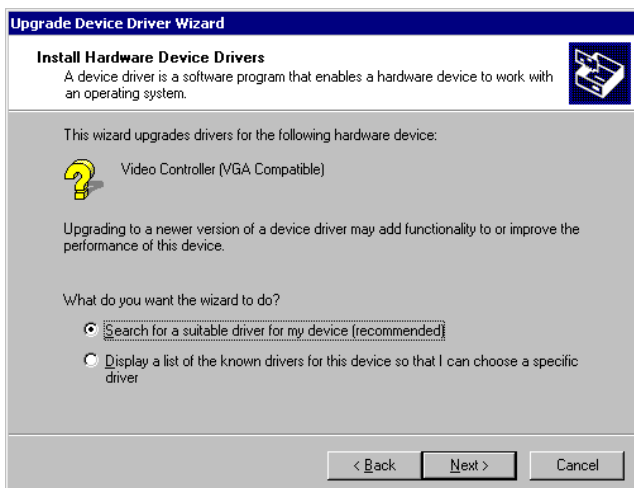 Upgrade Device Driver Wizard
Install Hardware Device Drivers
A device driver is a software program that enables a hardware device to work with
an operating system.
This wizard upgrades drivers for the following hardware device:
Video Controller (VGA Compatible)
Upgrading to a newer version of a device driver may add functionality to or improve the
performance of this device.
What do you want the wizard to do?
Search for a suitable driver for my device (recommended)
Display a list of the known drivers for this device so that I can choose a specific
driver
< Back
Next >
Cancel